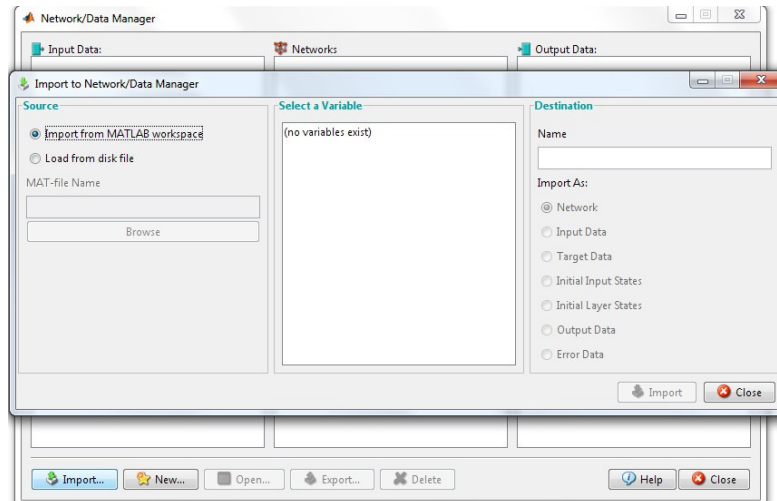 Network/Data Manager
Input Data:
Networks
Output Data:
Import to Network/Data Manager
Source
Import from MATLAB workspace
Load from disk file
MAT-file Name
Browse
Select a Variable
(no variables exist)
Destination
Name
Import As:
Network
Input Data
Target Data
Initial Input States
Initial Layer States
Output Data
Error Data
Import
Close
Import...
New...
Open...
Export...
Delete
Help
Close